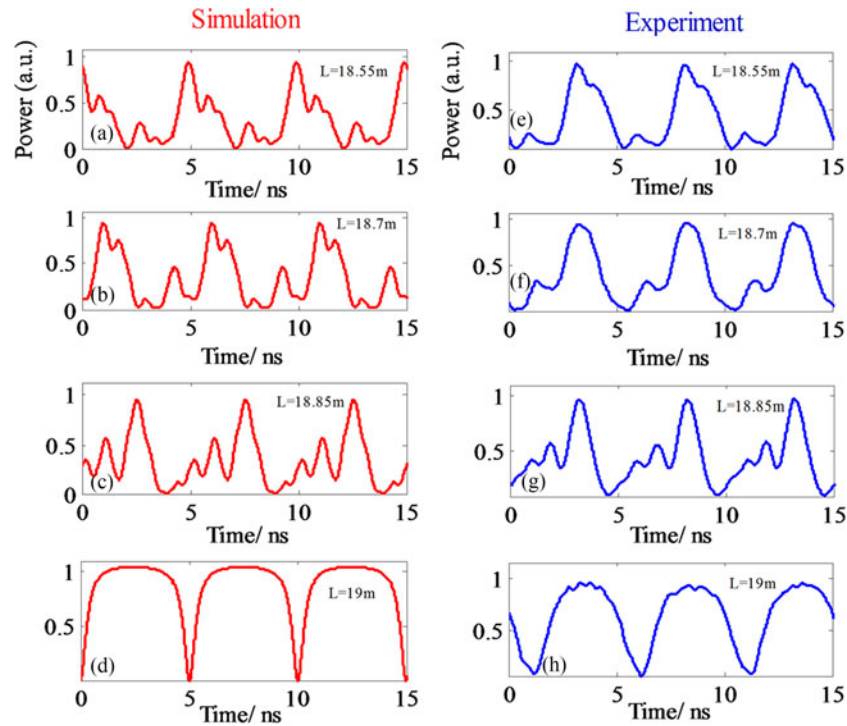 Simulation
Experiment
Power (a.u.)
1
0.5
0
L=18.55m
(a)
0 5 10 15
Time/ ns
Power (a.u.)
1
0.5
L=18.55m
(e)
0 5 10 15
Time/ ns
1
0.5
0
L=18.7m
(b)
0 5 10 15
Time/ ns
1
0.5
L=18.7m
(f)
0 5 10 15
Time/ ns
1
0.5
0
L=18.85m
(c)
0 5 10 15
Time/ ns
1
0.5
L=18.85m
(g)
0 5 10 15
Time/ ns
1
0.5
L=19m
(d)
0 5 10 15
Time/ ns
1
0.5
L=19m
(h)
0 5 10 15
Time/ ns